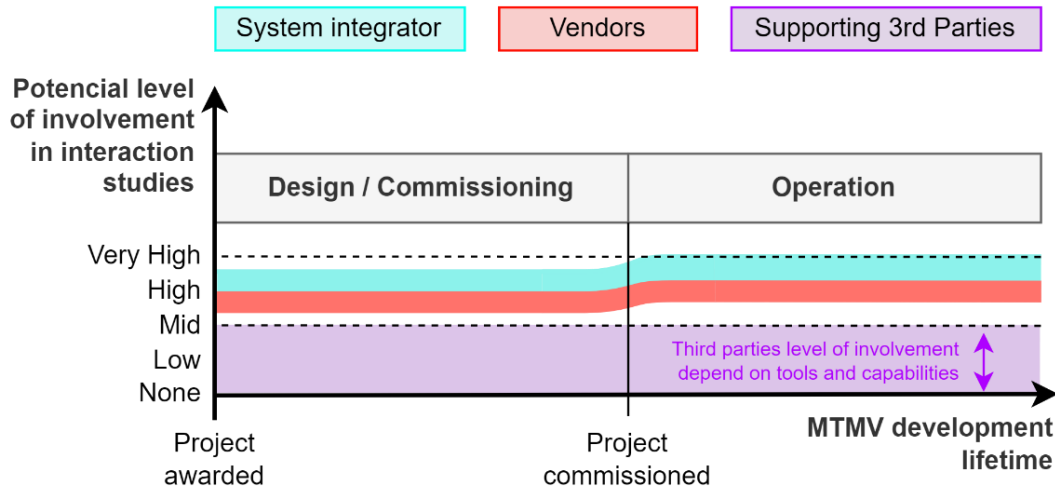 System integrator
Vendors
Supporting 3rd Parties
Potencial level
of involvement
in interaction
studies
Design / Commissioning
Operation
Very High
High
Mid
Low
None
Third parties level of involvement
depend on tools and capabilities
Project
awarded
Project
commissioned
MTMV development
lifetime